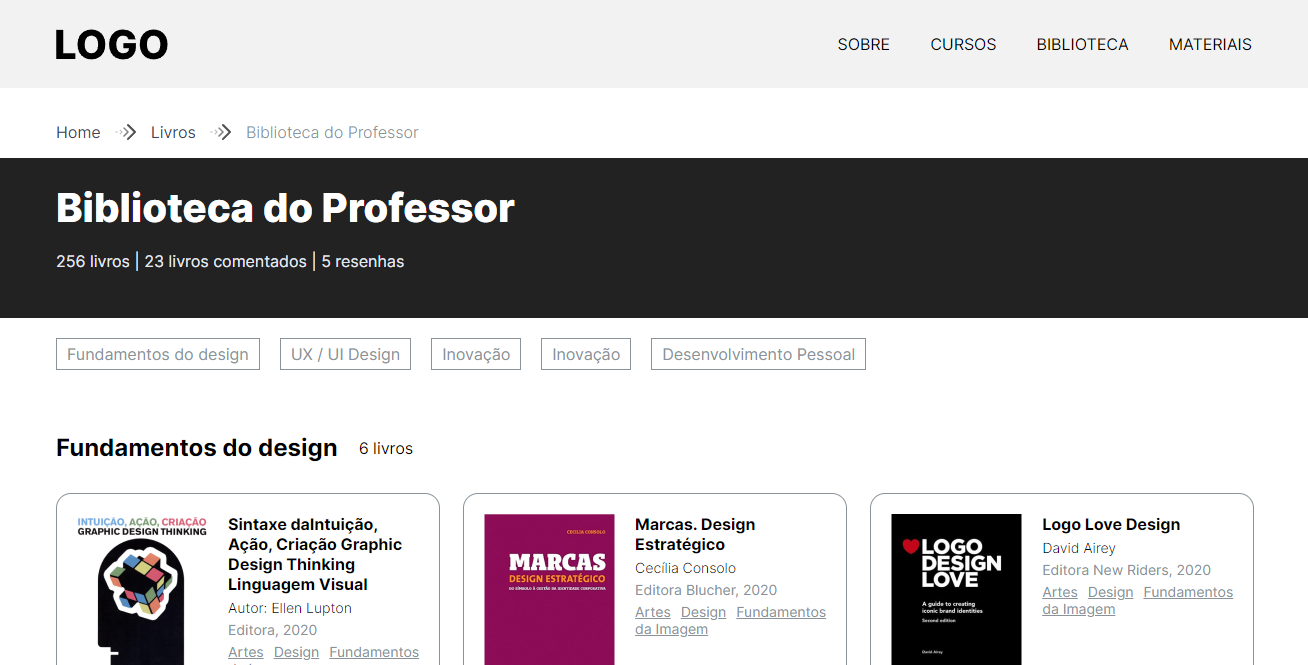 LOGO
SOBRE CURSOS BIBLIOTECA MATERIAIS
Home Livros Biblioteca do Professor
Biblioteca do Professor
256 livros | 23 livros comentados | 5 resenhas
Fundamentos do design UX / UI Design Inovação Inovação Desenvolvimento Pessoal
Fundamentos do design 6 livros
INTUIÇÃO, AÇÃO, CRIAÇÃO
GRAPHIC DESIGN THINKING
Sintaxe daIntuição,
Ação, Criação Graphic
Design Thinking
Linguagem Visual
Autor: Ellen Lupton
Editora, 2020
Artes Design Fundamentos
CECILIA CONSOLO
MARCAS
DESIGN ESTRATÉGICO
DO SÍMBOLO À GESTÃO DA IDENTIDADE CORPORATIVA
Marcas. Design
Estratégico
Cecília Consolo
Editora Blucher, 2020
Artes Design Fundamentos
da Imagem
LOGO
DESIGN
LOVE
A guide to creating
iconic brand identities
Second edition
David Airey
Logo Love Design
David Airey
Editora New Riders, 2020
Artes Design Fundamentos
da Imagem